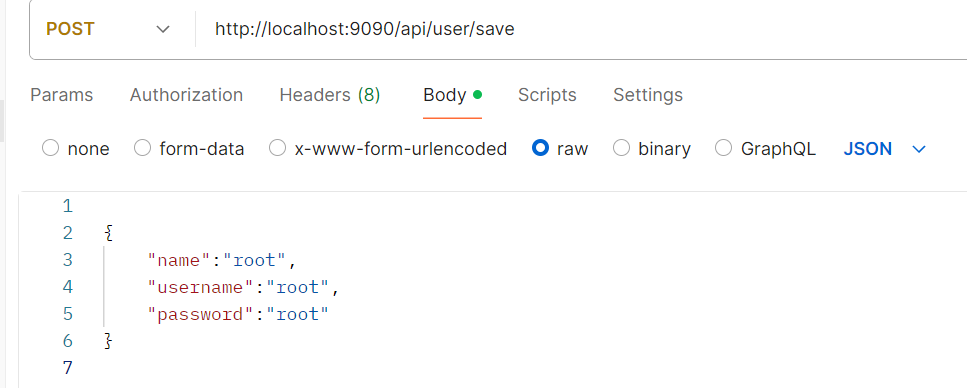 POST http://localhost:9090/api/user/save
Params Authorization Headers (8) Body Scripts Settings
none form-data x-www-form-urlencoded raw binary GraphQL JSON
1
2 {
3 "name":"root",
4 "username":"root",
5 "password":"root"
6 }
7